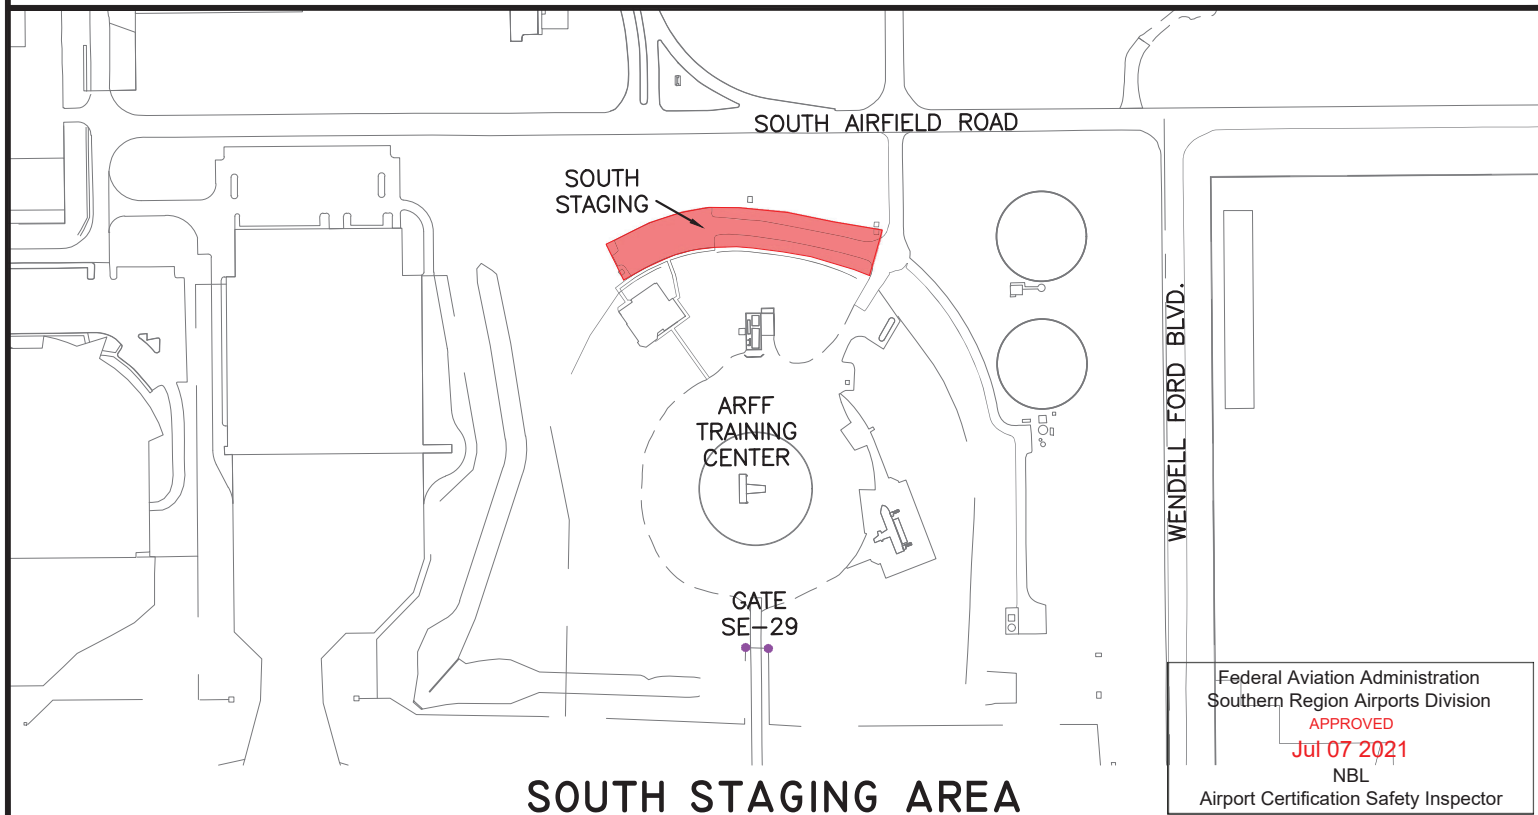 SOUTH AIRFIELD ROAD
SOUTH
STAGING
WENDELL FORD BLVD.
ARFF
TRAINING
CENTER
GATE
SE-29
Federal Aviation Administration
Southern Region Airports Division
APPROVED
Jul 07 2021
NBL
Airport Certification Safety Inspector
SOUTH STAGING AREA